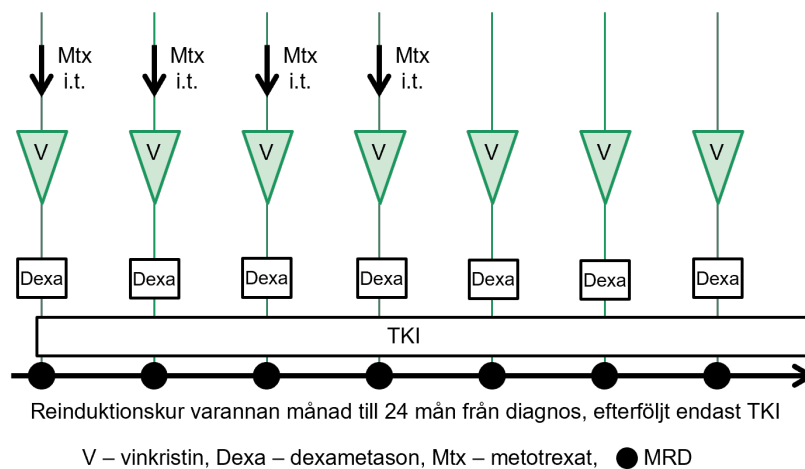 Mtx Mtx Mtx Mtx
i.t. i.t. i.t. i.t.
V V V V V V V
Dexa Dexa Dexa Dexa Dexa Dexa Dexa
TKI
Reinduktionskur varannan månad till 24 mån från diagnos, efterföljt endast TKI
V – vinkristin, Dexa – dexametason, Mtx – metotrexat, MRD